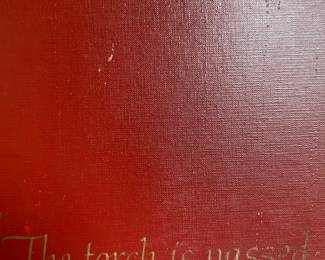 The torch is passed.